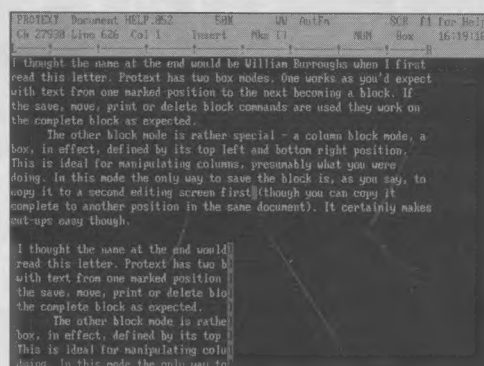 PROTEXT Document HELP.852 58K WW AutFm SCR f1 for Help
Ch 27930 Line 626 Col 1 Insert Mks [] NUM Box 16:19:18
I thought the name at the end would be William Burroughs when I first
read this letter. Protext has two box modes. One works as you'd expect
with text from one marked position to the next becoming a block. If
the save, move, print or delete block commands are used they work on
the complete block as expected.
The other block mode is rather special - a column block mode, a
box, in effect, defined by its top left and bottom right position.
This is ideal for manipulating columns, presumably what you were
doing. In this mode the only way to save the block is, as you say, to
copy it to a second editing screen first (though you can copy it
complete to another position in the same document). It certainly makes
cut-ups easy though.
I thought the name at the end would
read this letter. Protext has two b
with text from one marked position
the save, move, print or delete blo
the complete block as expected.
The other block mode is rathe
box, in effect, defined by its top
This is ideal for manipulating colu
doing. In this mode the only way to